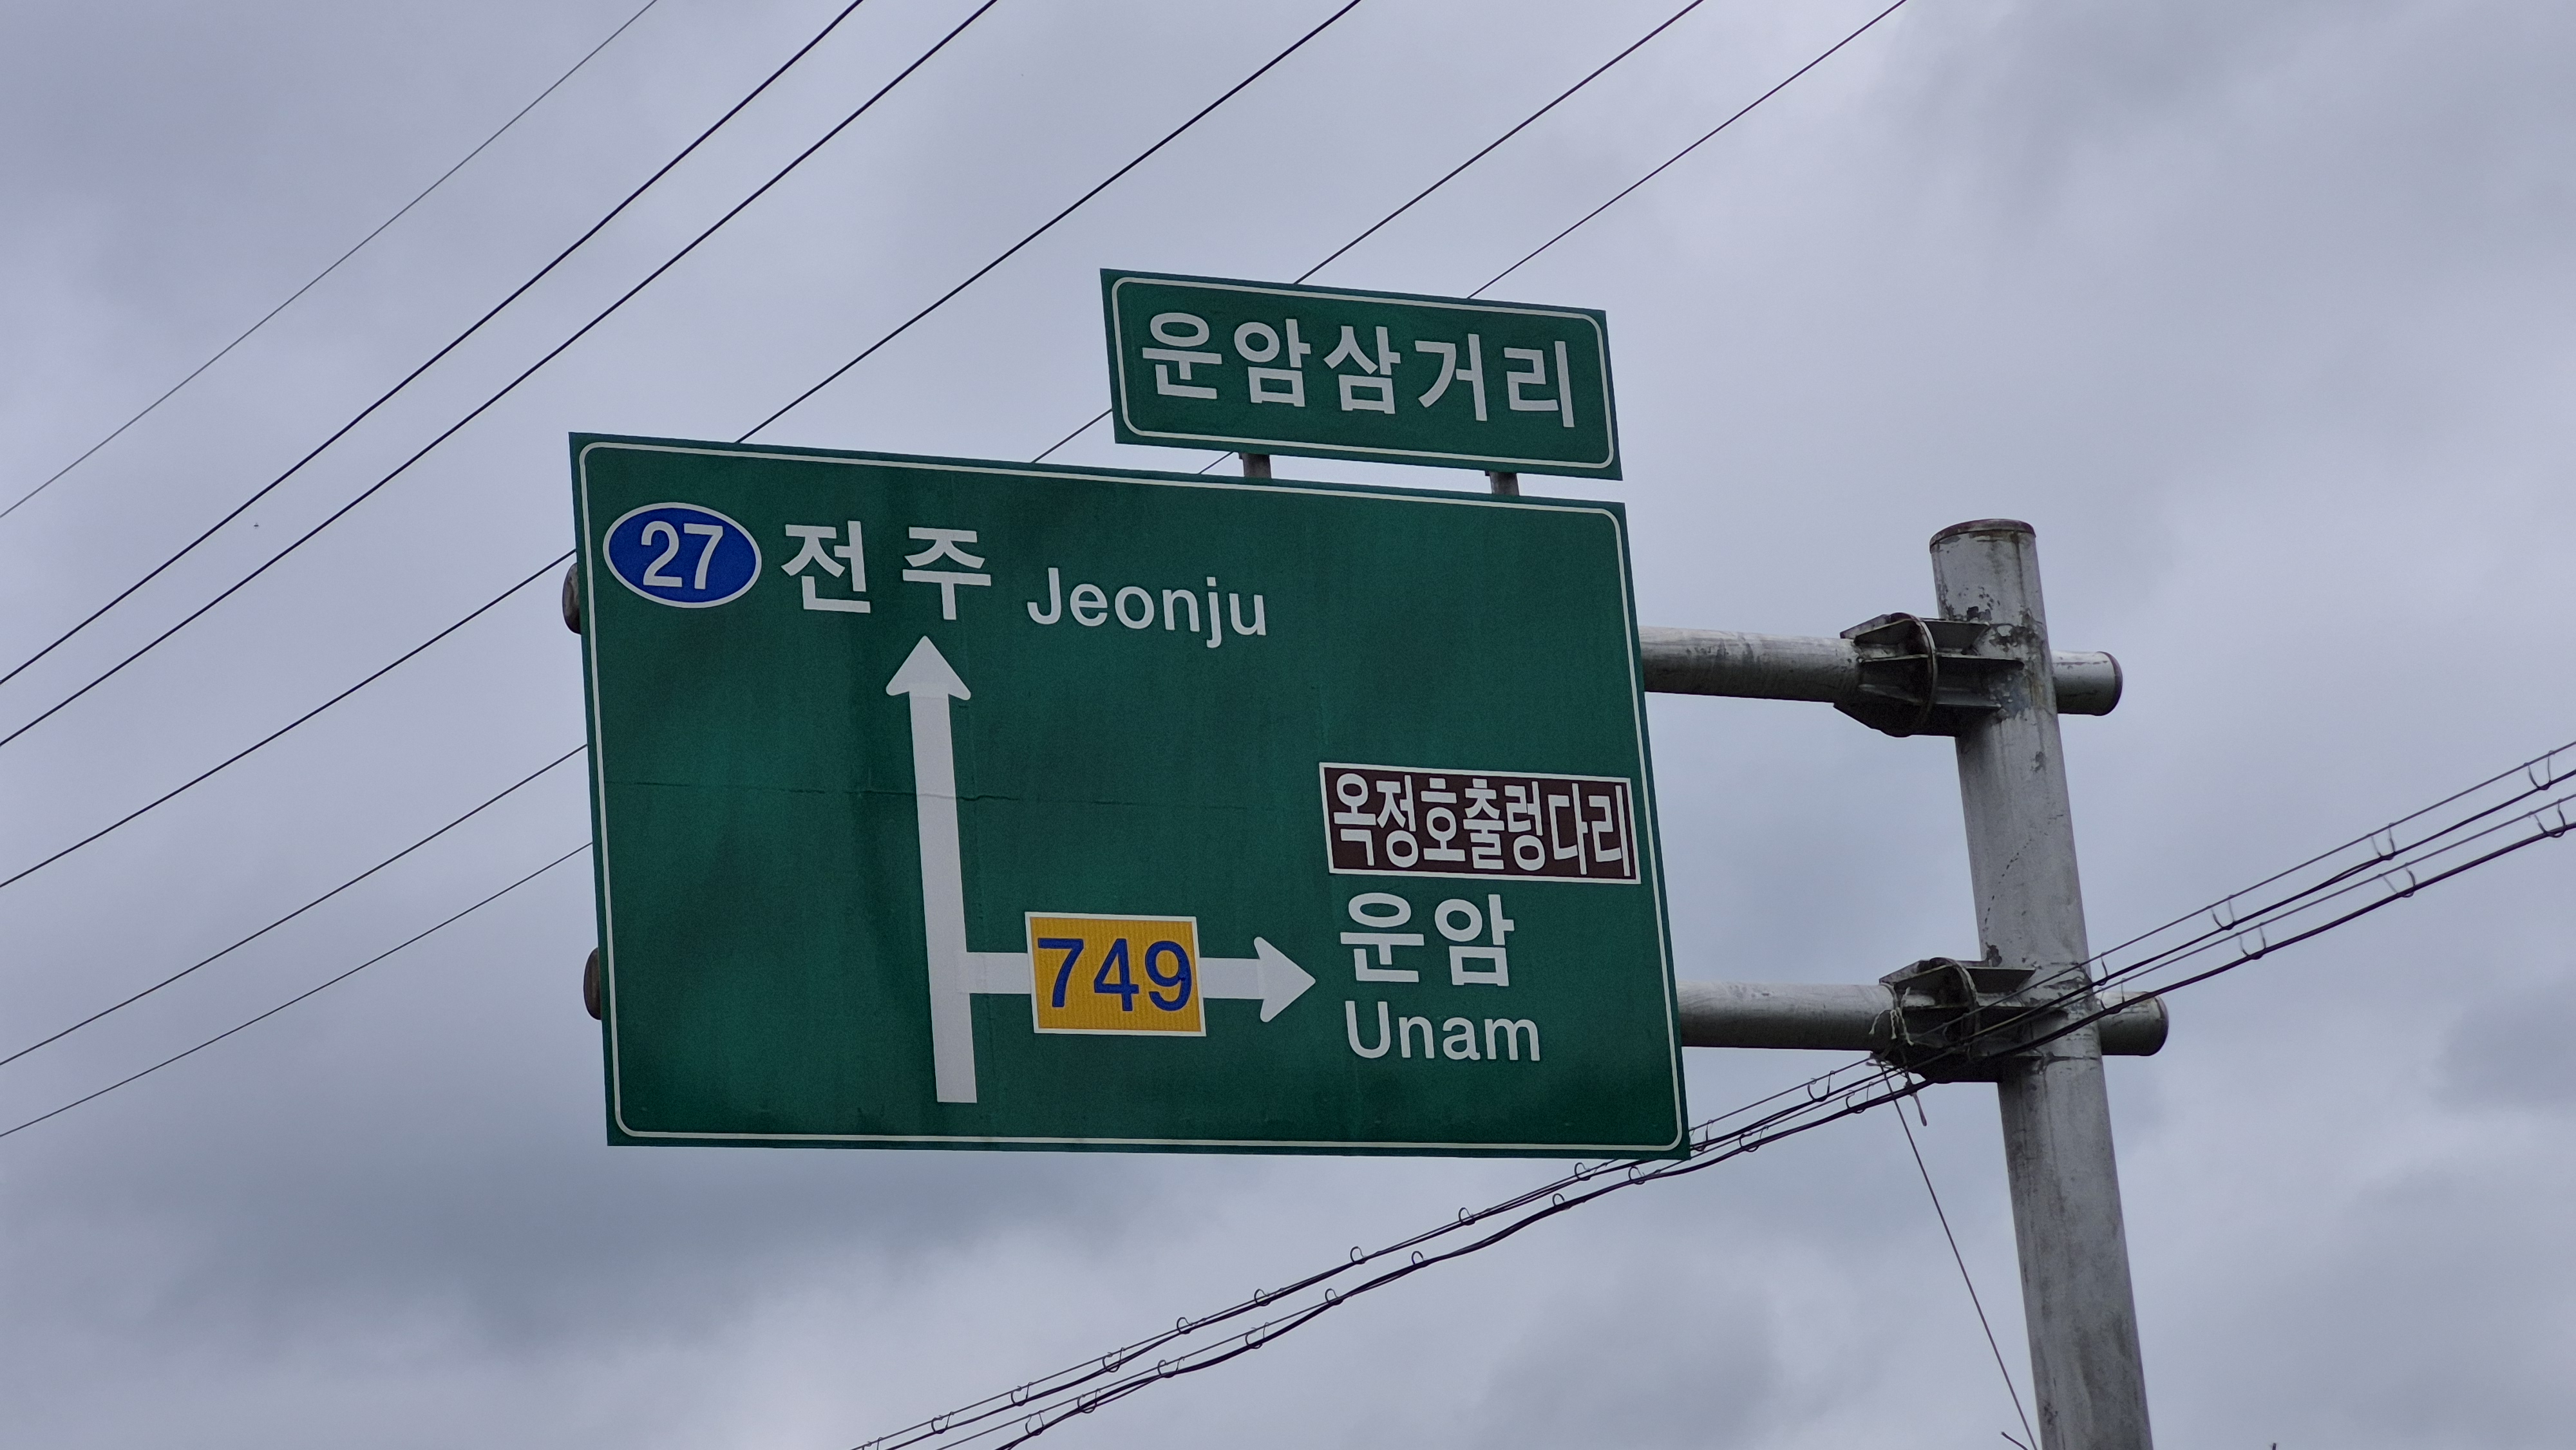 운암삼거리
27 전주 Jeonju
옥정호출렁다리
749 운암
Unam